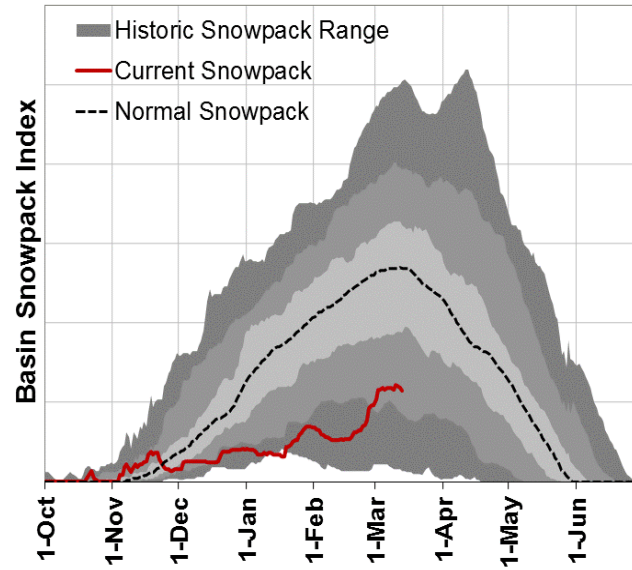 Historic Snowpack Range
Current Snowpack
Normal Snowpack
Basin Snowpack Index
1-Oct
1-Nov
1-Dec
1-Jan
1-Feb
1-Mar
1-Apr
1-May
1-Jun